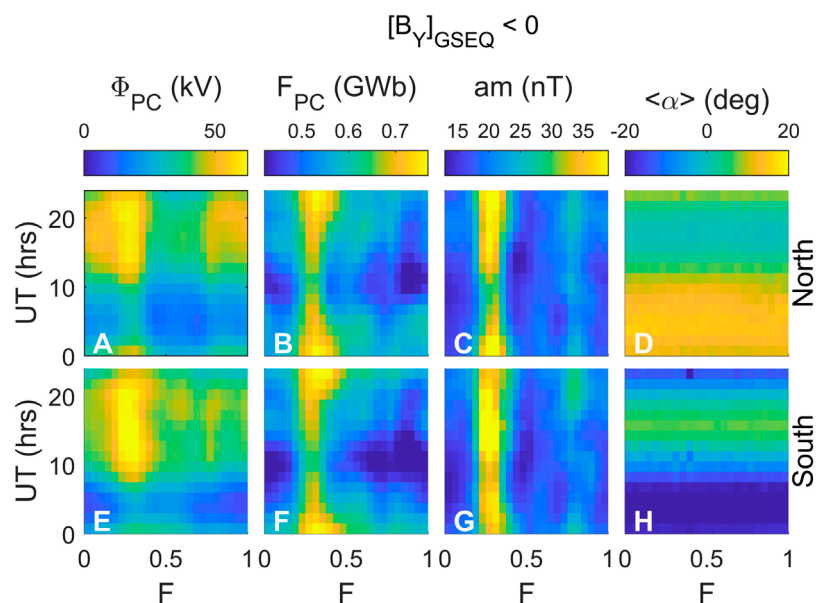 [B_Y]_GSEQ < 0
Φ_PC (kV) F_PC (GWb) am (nT) <α> (deg)
0 50 0.5 0.6 0.7 15 20 25 30 35 -20 0 20
UT (hrs) 20 10 0 A B C D North
UT (hrs) 20 10 0 E F G H South
0 0.5 1 0 0.5 1 0 0.5 1 0 0.5 1
F F F F